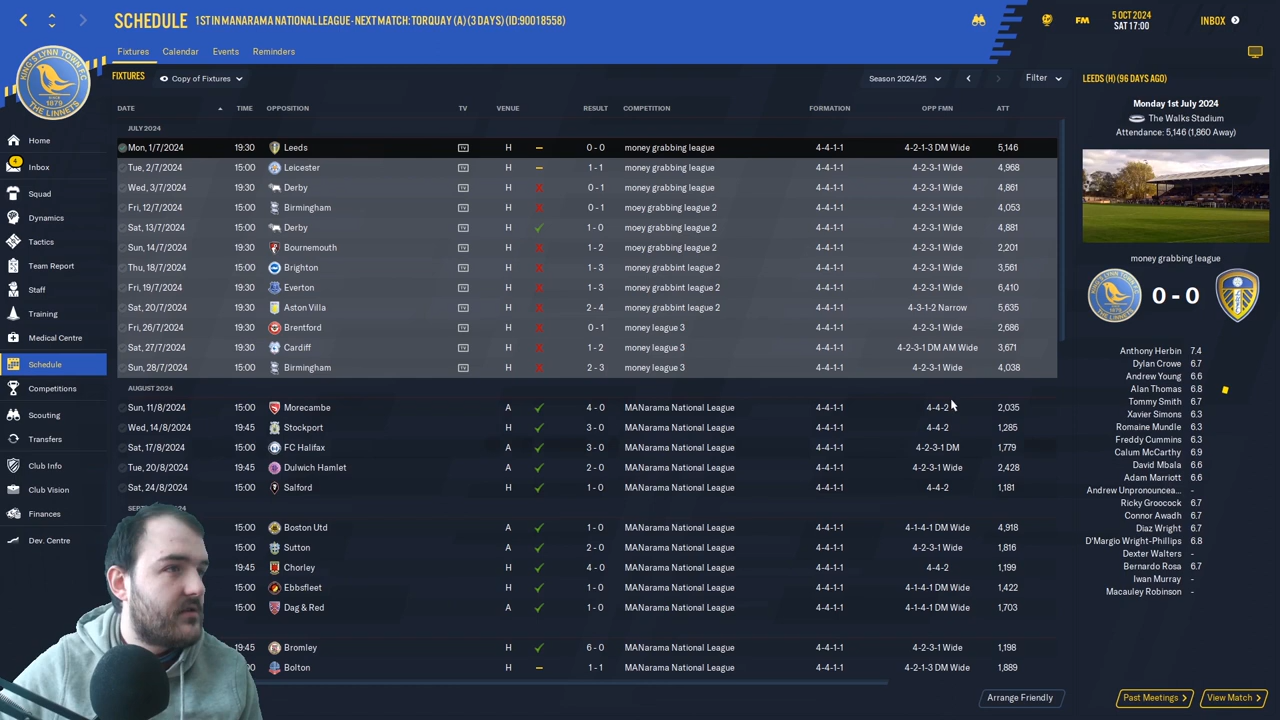 SCHEDULE 1ST IN MANARAMA NATIONAL LEAGUE - NEXT MATCH: TORQUAY (A) (3 DAYS) (ID:90018558)
FM
5 OCT 2024
SAT 17:00
INBOX
Fixtures Calendar Events Reminders
FIXTURES Copy of Fixtures Season 2024/25 Filter
DATE TIME OPPOSITION TV VENUE RESULT COMPETITION FORMATION OPP FMN ATT
JULY 2024
Mon, 1/7/2024 19:30 Leeds TV H 0 - 0 money grabbing league 4-4-1-1 4-2-1-3 DM Wide 5,146
Tue, 2/7/2024 15:00 Leicester TV H 1 - 1 money grabbing league 4-4-1-1 4-2-3-1 Wide 4,968
Wed, 3/7/2024 19:30 Derby TV H 0 - 1 money grabbing league 4-4-1-1 4-2-3-1 Wide 4,861
Fri, 12/7/2024 15:00 Birmingham TV H 0 - 1 moey grabbing league 2 4-4-1-1 4-2-3-1 Wide 4,053
Sat, 13/7/2024 15:00 Derby TV H 1 - 0 moey grabbing league 2 4-4-1-1 4-2-3-1 Wide 4,881
Sun, 14/7/2024 19:30 Bournemouth TV H 1 - 2 moey grabbing league 2 4-4-1-1 4-2-3-1 Wide 2,201
Thu, 18/7/2024 15:00 Brighton TV H 1 - 3 money grabbint league 2 4-4-1-1 4-2-3-1 Wide 3,561
Fri, 19/7/2024 19:30 Everton TV H 1 - 3 money grabbint league 2 4-4-1-1 4-2-3-1 Wide 6,410
Sat, 20/7/2024 19:30 Aston Villa TV H 2 - 4 money grabbint league 2 4-4-1-1 4-3-1-2 Narrow 5,635
Fri, 26/7/2024 19:30 Brentford TV H 0 - 1 money league 3 4-4-1-1 4-2-3-1 Wide 2,686
Sat, 27/7/2024 19:30 Cardiff TV H 1 - 2 money league 3 4-4-1-1 4-2-3-1 DM AM Wide 3,671
Sun, 28/7/2024 15:00 Birmingham TV H 2 - 3 money league 3 4-4-1-1 4-2-3-1 Wide 4,038
AUGUST 2024
Sun, 11/8/2024 15:00 Morecambe A 4 - 0 MANarama National League 4-4-1-1 4-4-2 2,035
Wed, 14/8/2024 19:45 Stockport H 3 - 0 MANarama National League 4-4-1-1 4-4-2 1,285
Sat, 17/8/2024 15:00 FC Halifax A 3 - 0 MANarama National League 4-4-1-1 4-2-3-1 DM 1,779
Tue, 20/8/2024 19:45 Dulwich Hamlet A 2 - 0 MANarama National League 4-4-1-1 4-2-3-1 Wide 2,428
Sat, 24/8/2024 15:00 Salford H 1 - 0 MANarama National League 4-4-1-1 4-4-2 1,181
15:00 Boston Utd A 1 - 0 MANarama National League 4-4-1-1 4-1-4-1 DM Wide 4,918
15:00 Sutton A 2 - 0 MANarama National League 4-4-1-1 4-2-3-1 Wide 1,816
19:45 Chorley H 4 - 0 MANarama National League 4-4-1-1 4-4-2 1,199
15:00 Ebbsfleet H 1 - 0 MANarama National League 4-4-1-1 4-1-4-1 DM Wide 1,422
15:00 Dag & Red A 1 - 0 MANarama National League 4-4-1-1 4-1-4-1 DM Wide 1,703
19:45 Bromley H 6 - 0 MANarama National League 4-4-1-1 4-2-3-1 Wide 1,198
Bolton H 1 - 1 MANarama National League 4-4-1-1 4-2-1-3 DM Wide 1,889
Arrange Friendly
KING'S LYNN TOWN F.C
1879
THE LINNETS
Home
4
Inbox
Squad
Dynamics
Tactics
Team Report
Staff
Training
Medical Centre
Schedule
Competitions
Scouting
Transfers
Club Info
Club Vision
Finances
Dev. Centre
LEEDS (H) (96 DAYS AGO)
Monday 1st July 2024
The Walks Stadium
Attendance: 5,146 (1,860 Away)
money grabbing league
0 - 0
Anthony Herbin 7.4
Dylan Crowe 6.7
Andrew Young 6.6
Alan Thomas 6.8
Tommy Smith 6.7
Xavier Simons 6.3
Romaine Mundle 6.3
Freddy Cummins 6.3
Calum McCarthy 6.9
David Mbala 6.6
Adam Marriott 6.6
Andrew Unpronouncea... -
Ricky Groocock 6.7
Connor Awadh 6.7
Diaz Wright 6.7
D'Margio Wright-Phillips 6.8
Dexter Walters -
Bernardo Rosa 6.7
Iwan Murray -
Macauley Robinson -
Past Meetings View Match